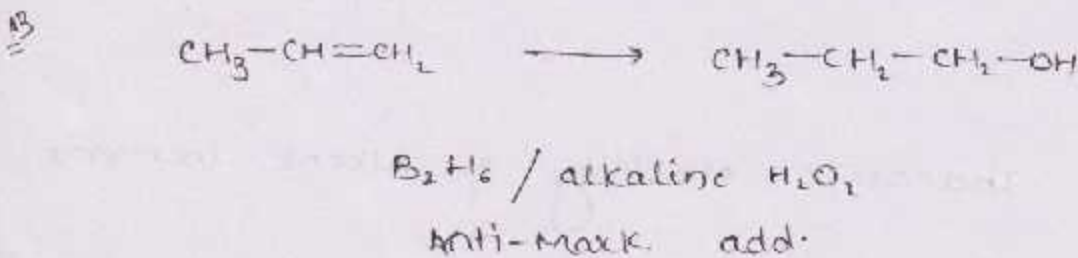 13
CH₃-CH=CH₂ ⟶ CH₃-CH₂-CH₂-OH
B₂H₆ / alkaline H₂O₂
Anti-Mark. add.